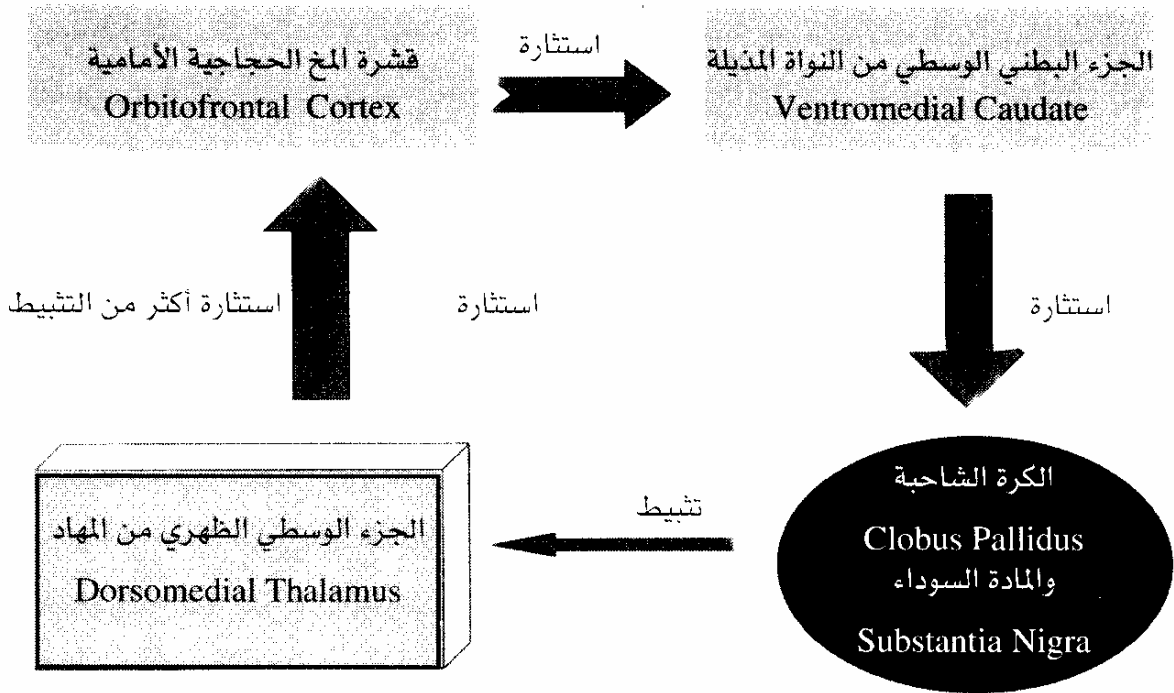 قشرة المخ الحجاجية الأمامية
Orbitofrontal Cortex
استثارة
الجزء البطني الوسطي من النواة المذيلة
Ventromedial Caudate
استثارة أكثر من التثبيط
استثارة
استثارة
الجزء الوسطي الظهري من المهاد
Dorsomedial Thalamus
تثبيط
الكرة الشاحبة
Clobus Pallidus
والمادة السوداء
Substantia Nigra